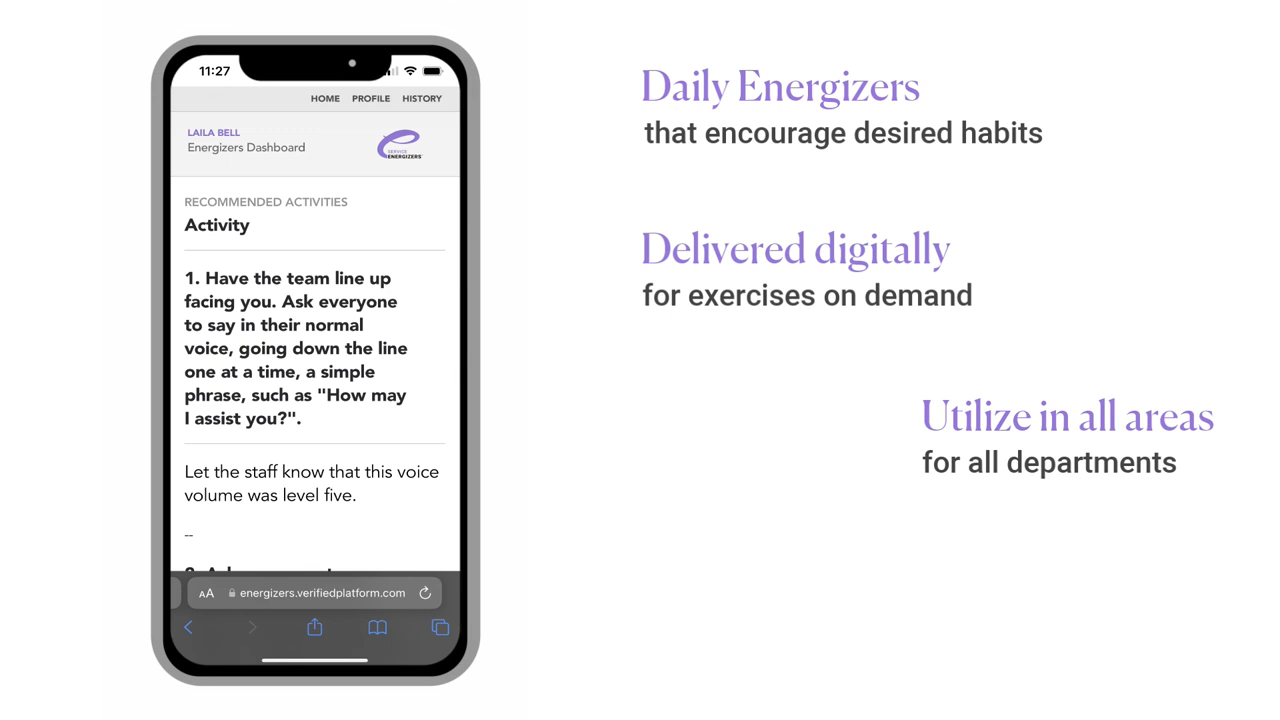 11:27
HOME PROFILE HISTORY
LAILA BELL
Energizers Dashboard
SERVICE
ENERGIZERS
RECOMMENDED ACTIVITIES
Activity
1. Have the team line up
facing you. Ask everyone
to say in their normal
voice, going down the line
one at a time, a simple
phrase, such as "How may
I assist you?".
Let the staff know that this voice
volume was level five.
--
AA energizers.verifiedplatform.com
Daily Energizers
that encourage desired habits
Delivered digitally
for exercises on demand
Utilize in all areas
for all departments